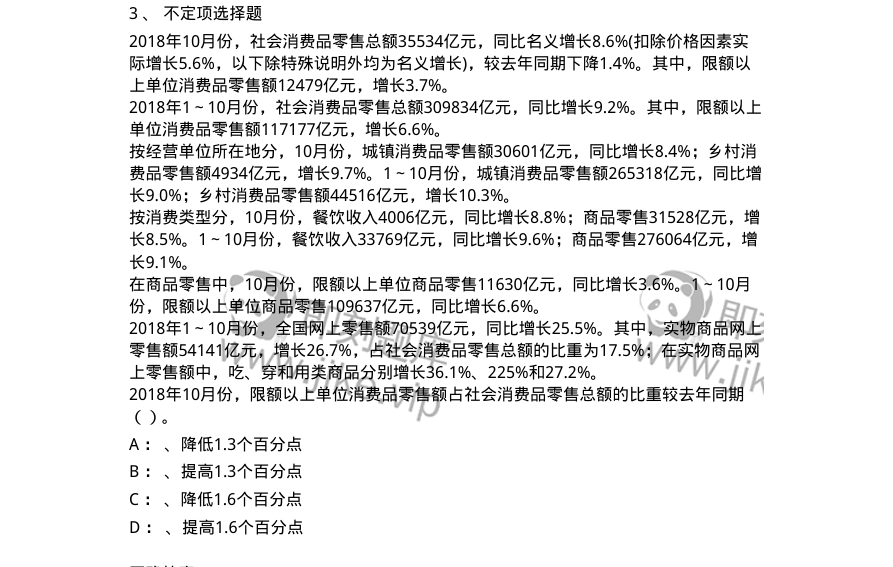 3 、 不定项选择题
2018年10月份，社会消费品零售总额35534亿元，同比名义增长8.6%(扣除价格因素实
际增长5.6%，以下除特殊说明外均为名义增长)，较去年同期下降1.4%。其中，限额以
上单位消费品零售额12479亿元，增长3.7%。
2018年1～10月份，社会消费品零售总额309834亿元，同比增长9.2%。其中，限额以上
单位消费品零售额117177亿元，增长6.6%。
按经营单位所在地分，10月份，城镇消费品零售额30601亿元，同比增长8.4%；乡村消
费品零售额4934亿元，增长9.7%。1～10月份，城镇消费品零售额265318亿元，同比增
长9.0%；乡村消费品零售额44516亿元，增长10.3%。
按消费类型分，10月份，餐饮收入4006亿元，同比增长8.8%；商品零售31528亿元，增
长8.5%。1～10月份，餐饮收入33769亿元，同比增长9.6%；商品零售276064亿元，增
长9.1%。
在商品零售中，10月份，限额以上单位商品零售11630亿元，同比增长3.6%。1～10月
份，限额以上单位商品零售109637亿元，同比增长6.6%。
2018年1～10月份，全国网上零售额70539亿元，同比增长25.5%。其中，实物商品网上
零售额54141亿元，增长26.7%，占社会消费品零售总额的比重为17.5%；在实物商品网
上零售额中，吃、穿和用类商品分别增长36.1%、225%和27.2%。
2018年10月份，限额以上单位消费品零售额占社会消费品零售总额的比重较去年同期
（ ）。
A： 、降低1.3个百分点
B： 、提高1.3个百分点
C： 、降低1.6个百分点
D： 、提高1.6个百分点
即刻题库
www.jike.vip
即刻
www.jik